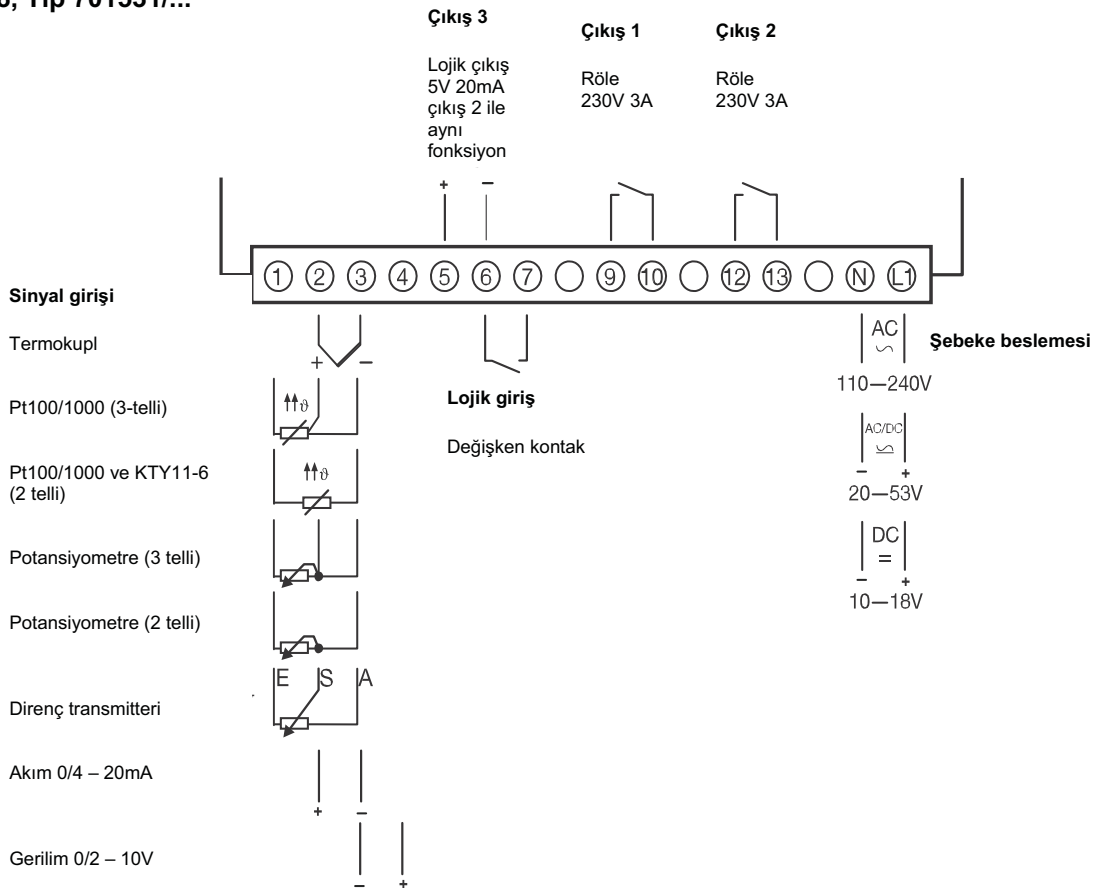 Tip 701531/...
Çıkış 3
Lojik çıkış
5V 20mA
çıkış 2 ile
aynı
fonksiyon
+ –
Çıkış 1
Röle
230V 3A
Çıkış 2
Röle
230V 3A
1 2 3 4 5 6 7 9 10 12 13 N L1
Sinyal girişi
Termokupl
+ –
Pt100/1000 (3-telli)
ϑ
Pt100/1000 ve KTY11-6
(2 telli)
ϑ
Potansiyometre (3 telli)
Potansiyometre (2 telli)
Direnç transmitteri
E S A
Akım 0/4 – 20mA
+ –
Gerilim 0/2 – 10V
– +
Lojik giriş
Değişken kontak
Şebeke beslemesi
AC
110—240V
AC/DC
– +
20—53V
DC
=
– +
10—18V